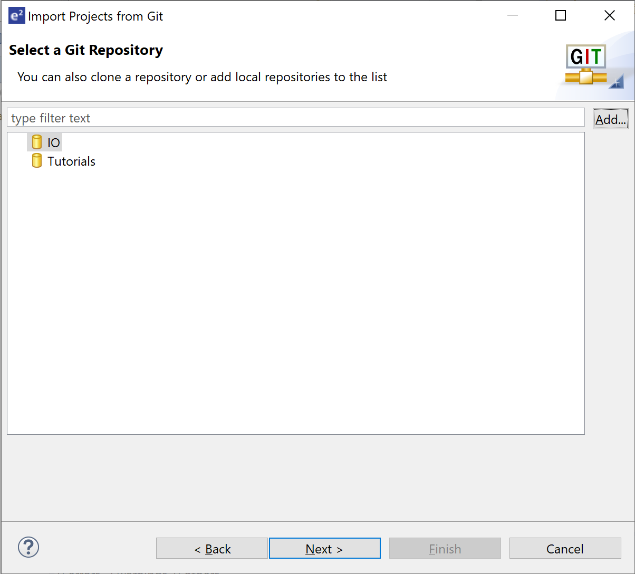 e² Import Projects from Git
Select a Git Repository
You can also clone a repository or add local repositories to the list
GIT
type filter text
Add...
IO
Tutorials
?
< Back
Next >
Finish
Cancel